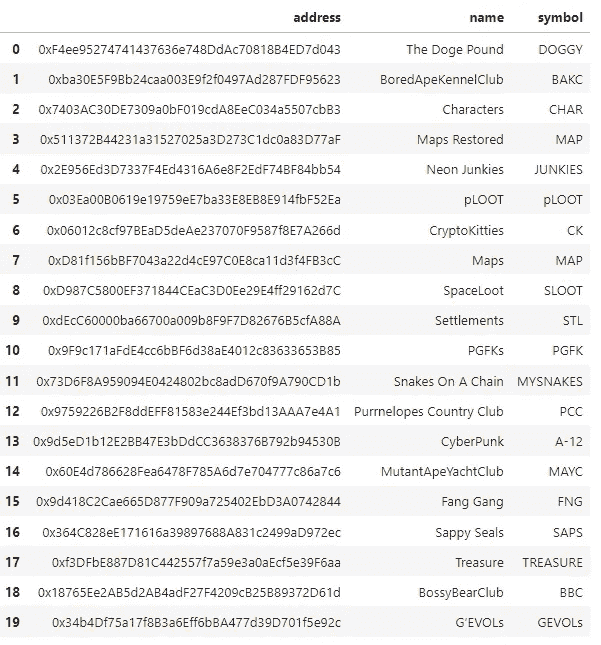 address name symbol
0 0xF4ee95274741437636e748DdAc70818B4ED7d043 The Doge Pound DOGGY
1 0xba30E5F9Bb24caa003E9f2f0497Ad287FDF95623 BoredApeKennelClub BAKC
2 0x7403AC30DE7309a0bF019cdA8EeC034a5507cbB3 Characters CHAR
3 0x511372B44231a31527025a3D273C1dc0a83D77aF Maps Restored MAP
4 0x2E956Ed3D7337F4Ed4316A6e8F2EdF74BF84bb54 Neon Junkies JUNKIES
5 0x03Ea00B0619e19759eE7ba33E8EB8E914fbF52Ea pLOOT pLOOT
6 0x06012c8cf97BEaD5deAe237070F9587f8E7A266d CryptoKitties CK
7 0xD81f156bBF7043a22d4cE97C0E8ca11d3f4FB3cC Maps MAP
8 0xD987C5800EF371844CEaC3D0Ee29E4ff29162d7C SpaceLoot SLOOT
9 0xdEcC60000ba66700a009b8F9F7D82676B5cfA88A Settlements STL
10 0x9F9c171aFdE4cc6bBF6d38aE4012c83633653B85 PGFKs PGFK
11 0x73D6F8A959094E0424802bc8adD670f9A790CD1b Snakes On A Chain MYSNAKES
12 0x9759226B2F8ddEFF81583e244Ef3bd13AAA7e4A1 Purrnelopes Country Club PCC
13 0x9d5eD1b12E2BB47E3bDdCC3638376B792b94530B CyberPunk A-12
14 0x60E4d786628Fea6478F785A6d7e704777c86a7c6 MutantApeYachtClub MAYC
15 0x9d418C2Cae665D877F909a725402EbD3A0742844 Fang Gang FNG
16 0x364C828eE171616a39897688A831c2499aD972ec Sappy Seals SAPS
17 0xf3DFbE887D81C442557f7a59e3a0aEcf5e39F6aa Treasure TREASURE
18 0x18765Ee2AB5d2AB4adF27F4209cB25B89372D61d BossyBearClub BBC
19 0x34b4Df75a17f8B3a6Eff6bBA477d39D701f5e92c G'EVOLs GEVOLs